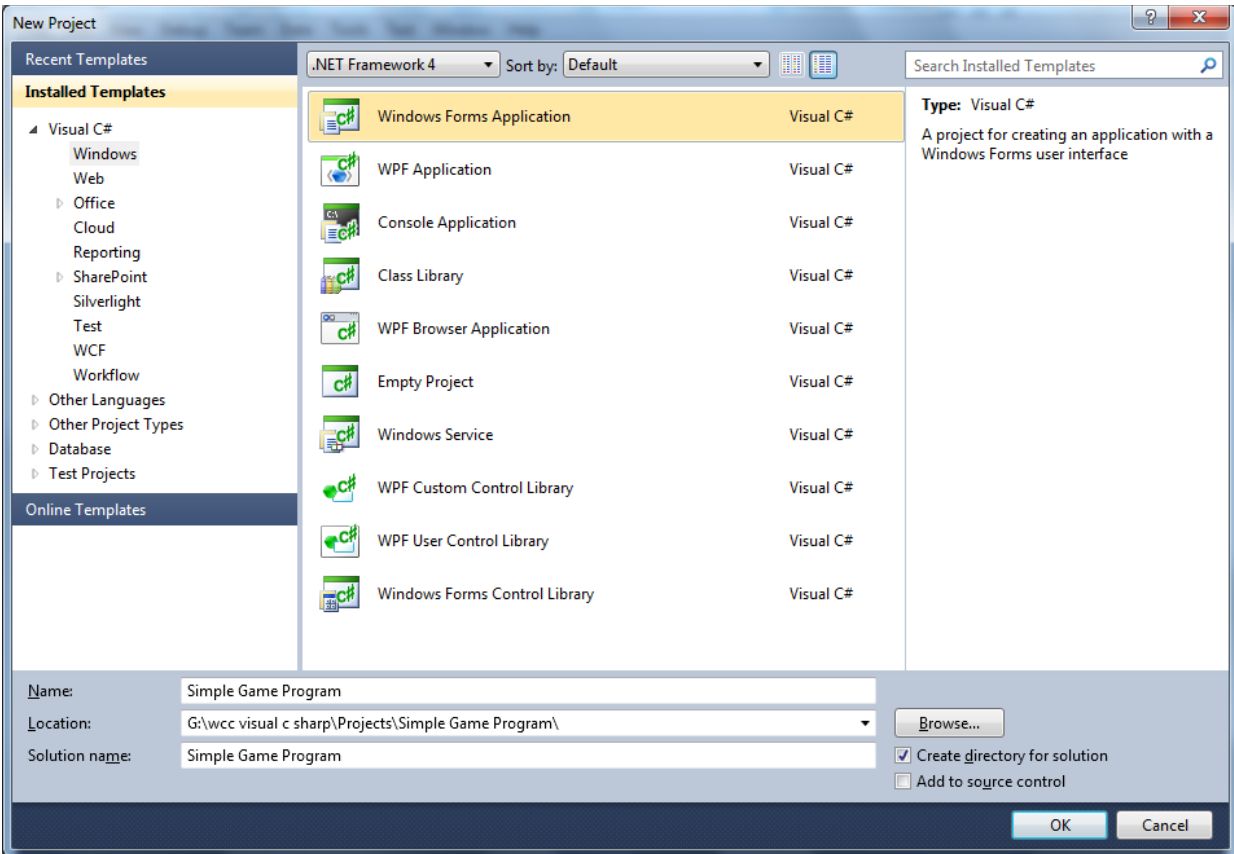 New Project
Recent Templates
Installed Templates
Visual C#
Windows
Web
Office
Cloud
Reporting
SharePoint
Silverlight
Test
WCF
Workflow
Other Languages
Other Project Types
Database
Test Projects
Online Templates
.NET Framework 4 Sort by: Default
Windows Forms Application Visual C#
WPF Application Visual C#
Console Application Visual C#
Class Library Visual C#
WPF Browser Application Visual C#
Empty Project Visual C#
Windows Service Visual C#
WPF Custom Control Library Visual C#
WPF User Control Library Visual C#
Windows Forms Control Library Visual C#
Search Installed Templates
Type: Visual C#
A project for creating an application with a
Windows Forms user interface
Name: Simple Game Program
Location: G:\wcc visual c sharp\Projects\Simple Game Program\ Browse...
Solution name: Simple Game Program Create directory for solution
Add to source control
OK Cancel